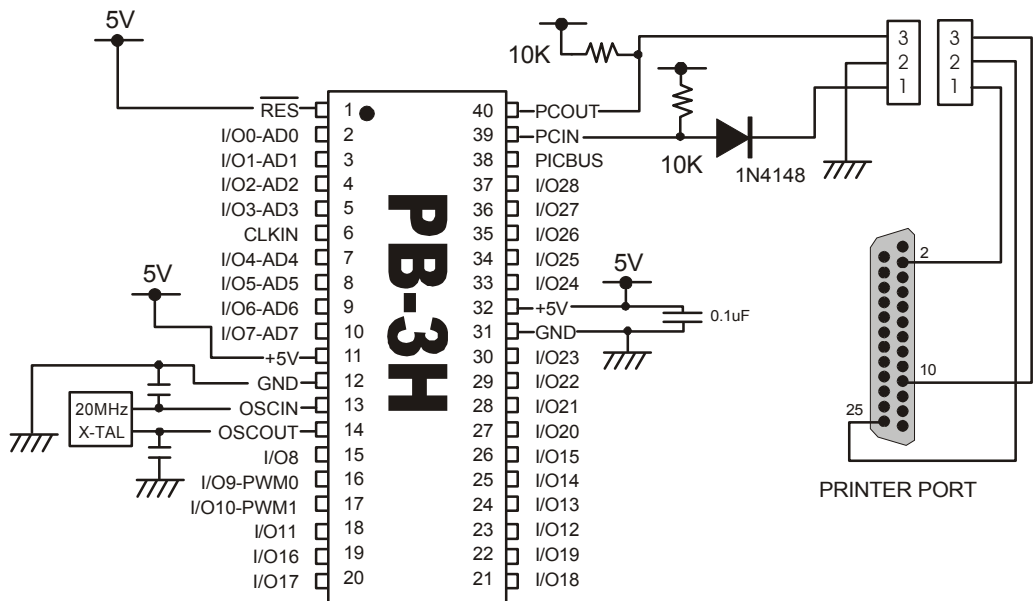 5V
10K
3
2
1
3
2
1
RES 1
I/O0-AD0 2
I/O1-AD1 3
I/O2-AD2 4
I/O3-AD3 5
CLKIN 6
I/O4-AD4 7
I/O5-AD5 8
I/O6-AD6 9
I/O7-AD7 10
5V
+5V 11
GND 12
OSCIN 13
OSCOUT 14
20MHz
X-TAL
I/O8 15
I/O9-PWM0 16
I/O10-PWM1 17
I/O11 18
I/O16 19
I/O17 20
PB-3H
40 PCOUT
39 PCIN
38 PICBUS
37 I/O28
36 I/O27
35 I/O26
34 I/O25
33 I/O24
32 +5V
31 GND
30 I/O23
29 I/O22
28 I/O21
27 I/O20
26 I/O15
25 I/O14
24 I/O13
23 I/O12
22 I/O19
21 I/O18
10K
1N4148
5V
0.1uF
2
10
25
PRINTER PORT